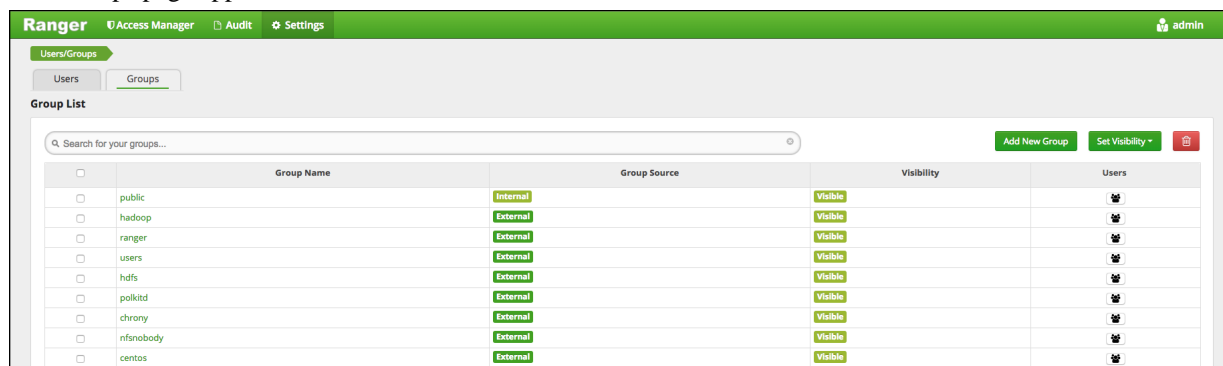 Ranger Access Manager Audit Settings admin
Users/Groups
Users Groups
Group List
Search for your groups... Add New Group Set Visibility
Group Name Group Source Visibility Users
public Internal Visible
hadoop External Visible
ranger External Visible
users External Visible
hdfs External Visible
polkitd External Visible
chrony External Visible
nfsnobody External Visible
centos External Visible